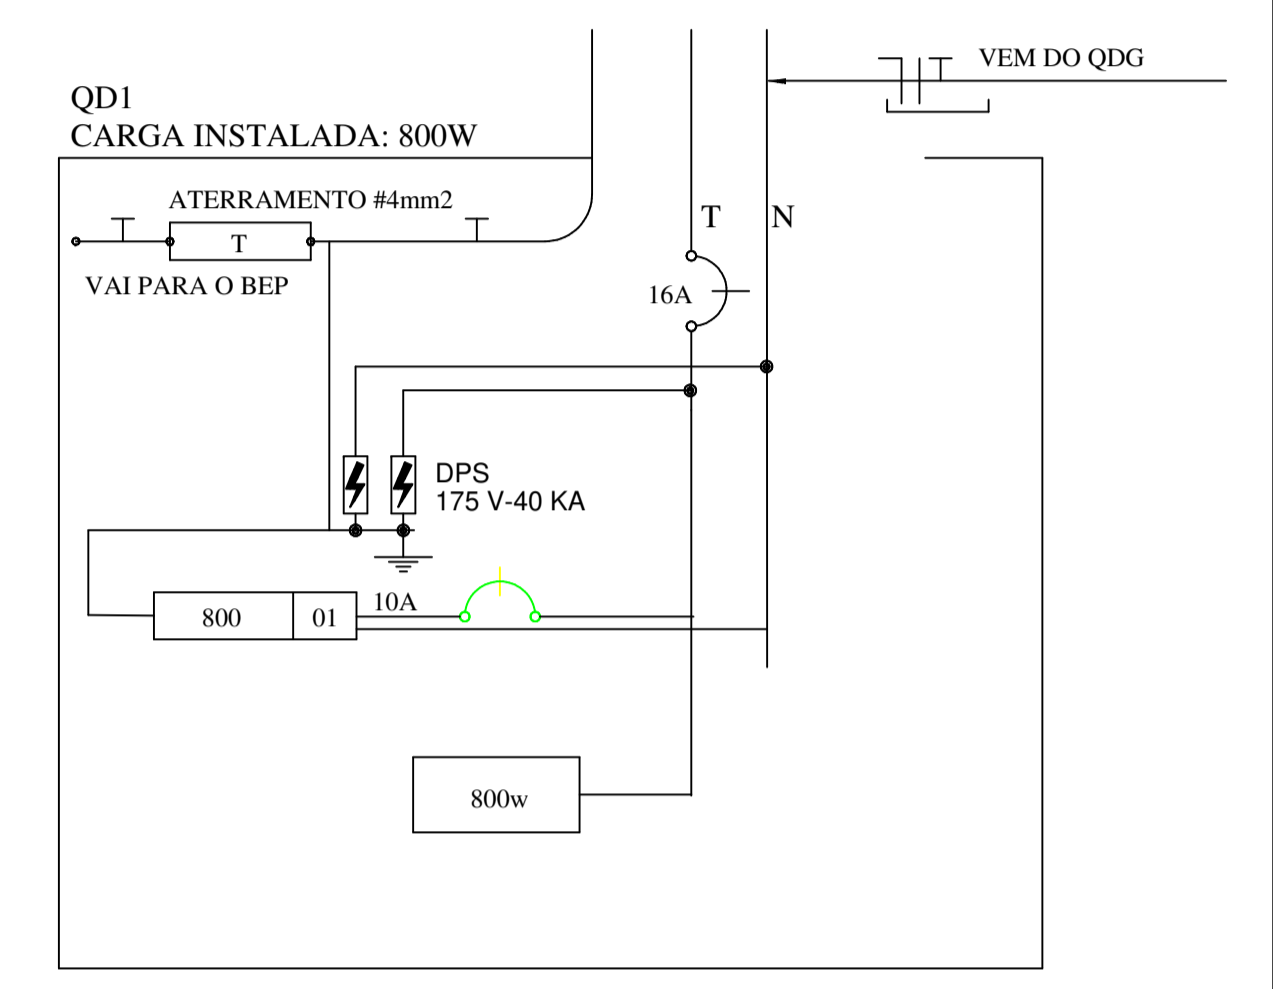 VEM DO QDG
QD1
CARGA INSTALADA: 800W
ATERRAMENTO #4mm2
T
VAI PARA O BEP
T
N
16A
DPS
175 V-40 KA
10A
800
01
800w